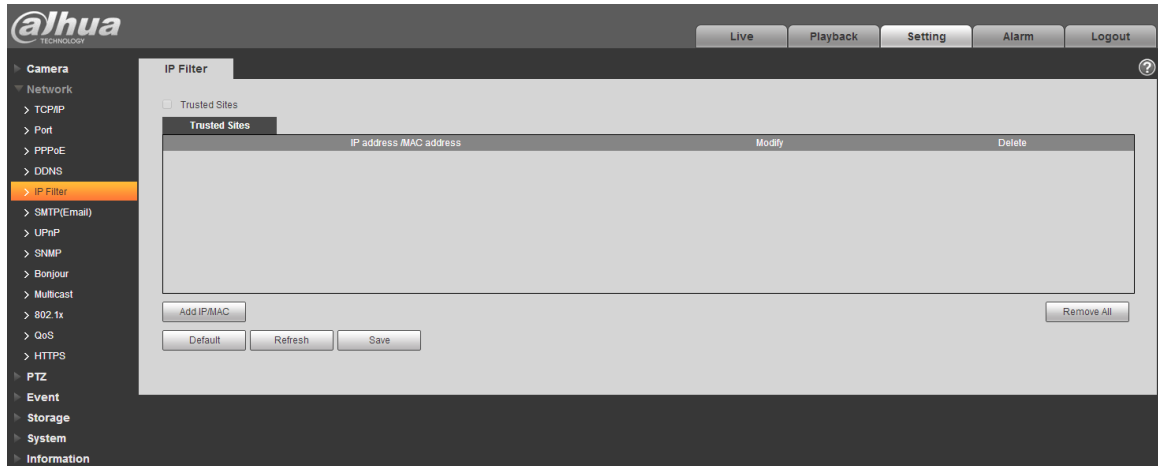 alhua
TECHNOLOGY
Live Playback Setting Alarm Logout
Camera
Network
> TCP/IP
> Port
> PPPoE
> DDNS
> IP Filter
> SMTP(Email)
> UPnP
> SNMP
> Bonjour
> Multicast
> 802.1x
> QoS
> HTTPS
PTZ
Event
Storage
System
Information
IP Filter ?
Trusted Sites
Trusted Sites
IP address /MAC address Modify Delete
Add IP/MAC Remove All
Default Refresh Save